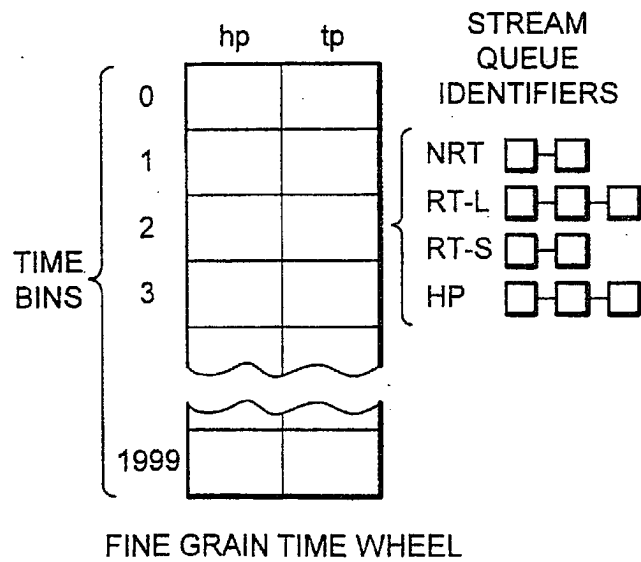 hp tp
STREAM
QUEUE
IDENTIFIERS
0
1
2
3
1999
TIME
BINS
NRT
RT-L
RT-S
HP
FINE GRAIN TIME WHEEL